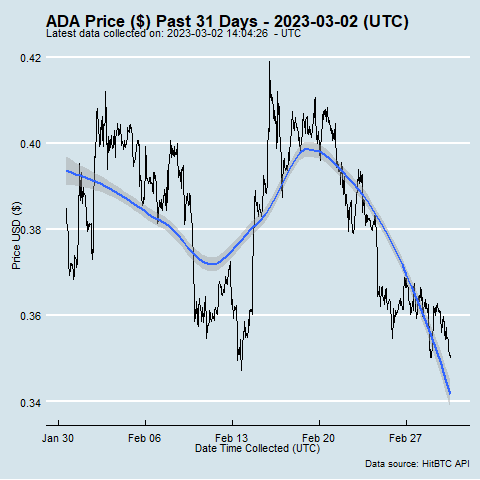 ADA Price ($) Past 31 Days - 2023-03-02 (UTC)
Latest data collected on: 2023-03-02 14:04:26 - UTC
0.42
0.40
0.38
0.36
0.34
Price USD ($)
Jan 30 Feb 06 Feb 13 Feb 20 Feb 27
Date Time Collected (UTC)
Data source: HitBTC API